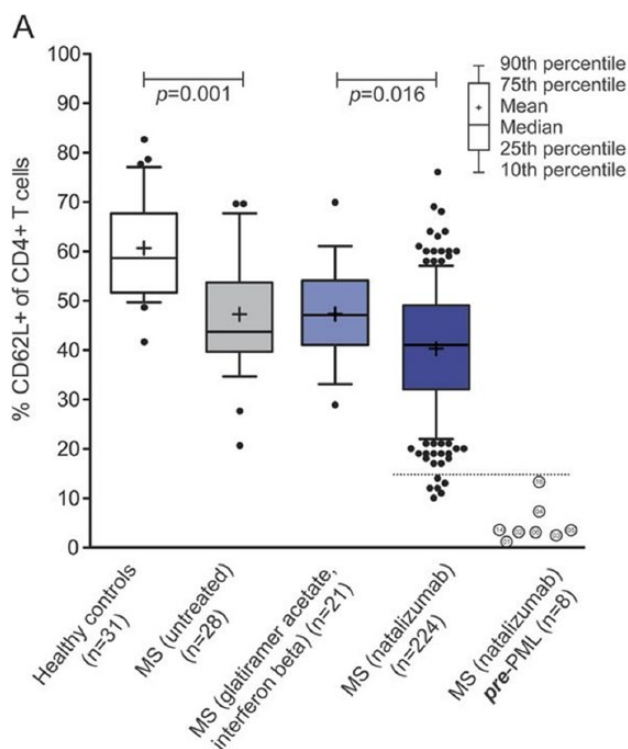 A
% CD62L+ of CD4+ T cells
100
90
80
70
60
50
40
30
20
10
0
p=0.001
p=0.016
90th percentile
75th percentile
Mean
Median
25th percentile
10th percentile
Healthy controls
(n=31)
MS (untreated)
(n=28)
MS (glatiramer acetate,
interferon beta) (n=21)
MS (natalizumab)
(n=224)
MS (natalizumab)
pre-PML (n=8)